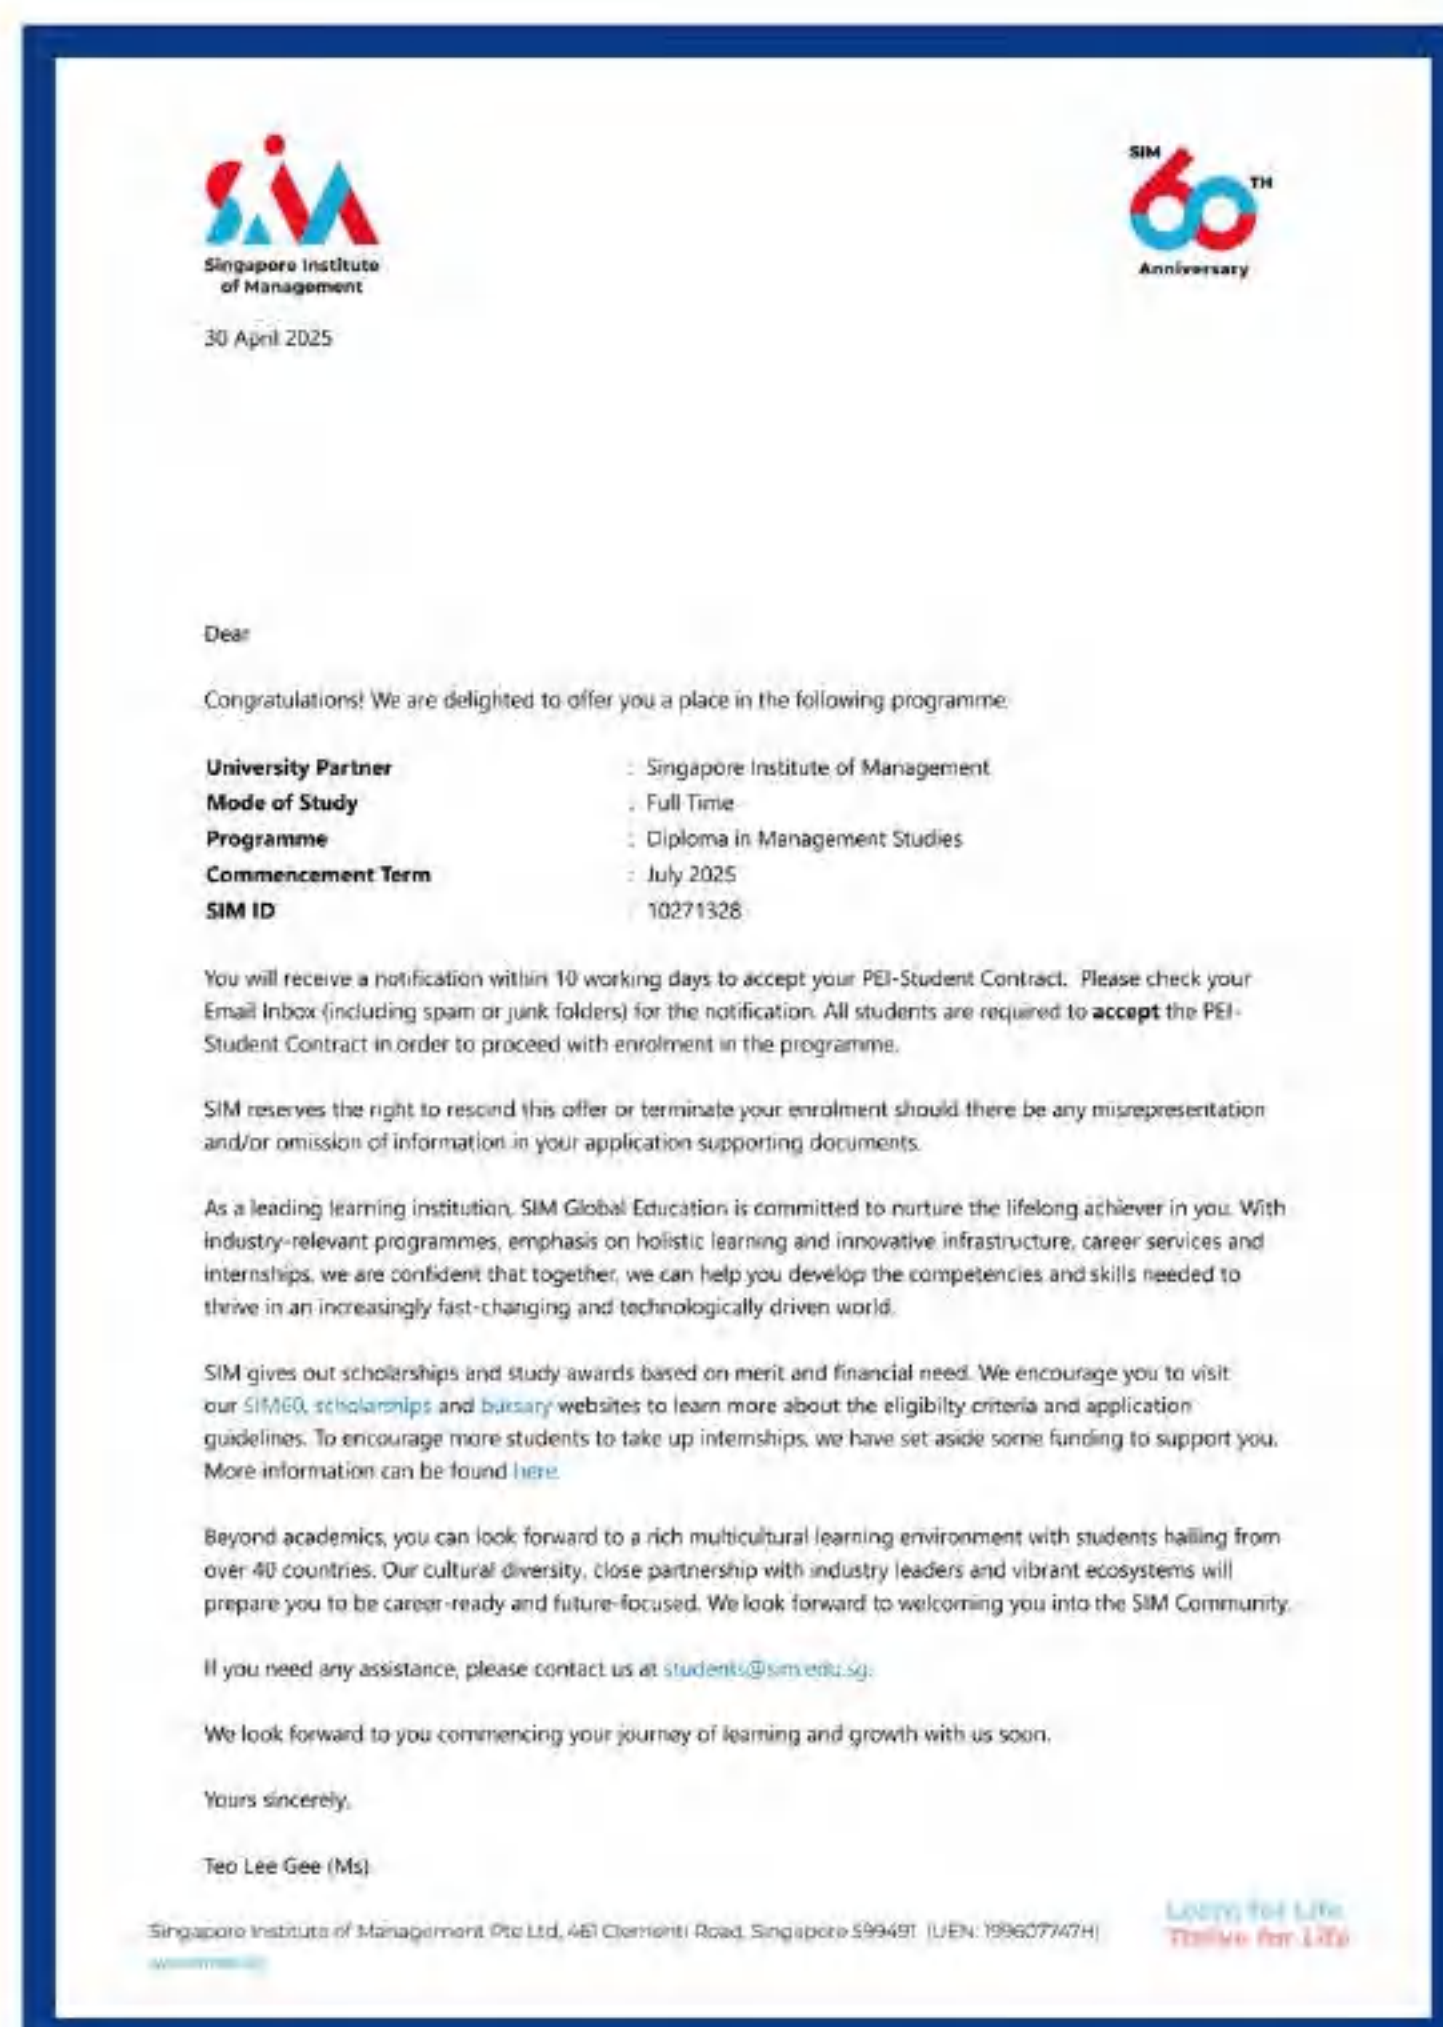 SIM
Singapore Institute
of Management
SIM
60
TH
Anniversary
30 April 2025
Dear
Congratulations! We are delighted to offer you a place in the following programme:
University Partner : Singapore Institute of Management
Mode of Study : Full Time
Programme : Diploma in Management Studies
Commencement Term : July 2025
SIM ID : 10271328
You will receive a notification within 10 working days to accept your PEI-Student Contract. Please check your
Email Inbox (including spam or junk folders) for the notification. All students are required to accept the PEI-
Student Contract in order to proceed with enrolment in the programme.
SIM reserves the right to rescind this offer or terminate your enrolment should there be any misrepresentation
and/or omission of information in your application supporting documents.
As a leading learning institution, SIM Global Education is committed to nurture the lifelong achiever in you. With
industry-relevant programmes, emphasis on holistic learning and innovative infrastructure, career services and
internships, we are confident that together, we can help you develop the competencies and skills needed to
thrive in an increasingly fast-changing and technologically driven world.
SIM gives out scholarships and study awards based on merit and financial need. We encourage you to visit
our SIM60, scholarships and bursary websites to learn more about the eligibilty criteria and application
guidelines. To encourage more students to take up internships, we have set aside some funding to support you.
More information can be found here.
Beyond academics, you can look forward to a rich multicultural learning environment with students hailing from
over 40 countries. Our cultural diversity, close partnership with industry leaders and vibrant ecosystems will
prepare you to be career-ready and future-focused. We look forward to welcoming you into the SIM Community.
If you need any assistance, please contact us at students@sim.edu.sg.
We look forward to you commencing your journey of learning and growth with us soon.
Yours sincerely,
Teo Lee Gee (Ms)
Singapore Institute of Management Pte Ltd, 461 Clementi Road, Singapore 599491 (UEN: 199607747H)
Learn for Life
Thrive for Life